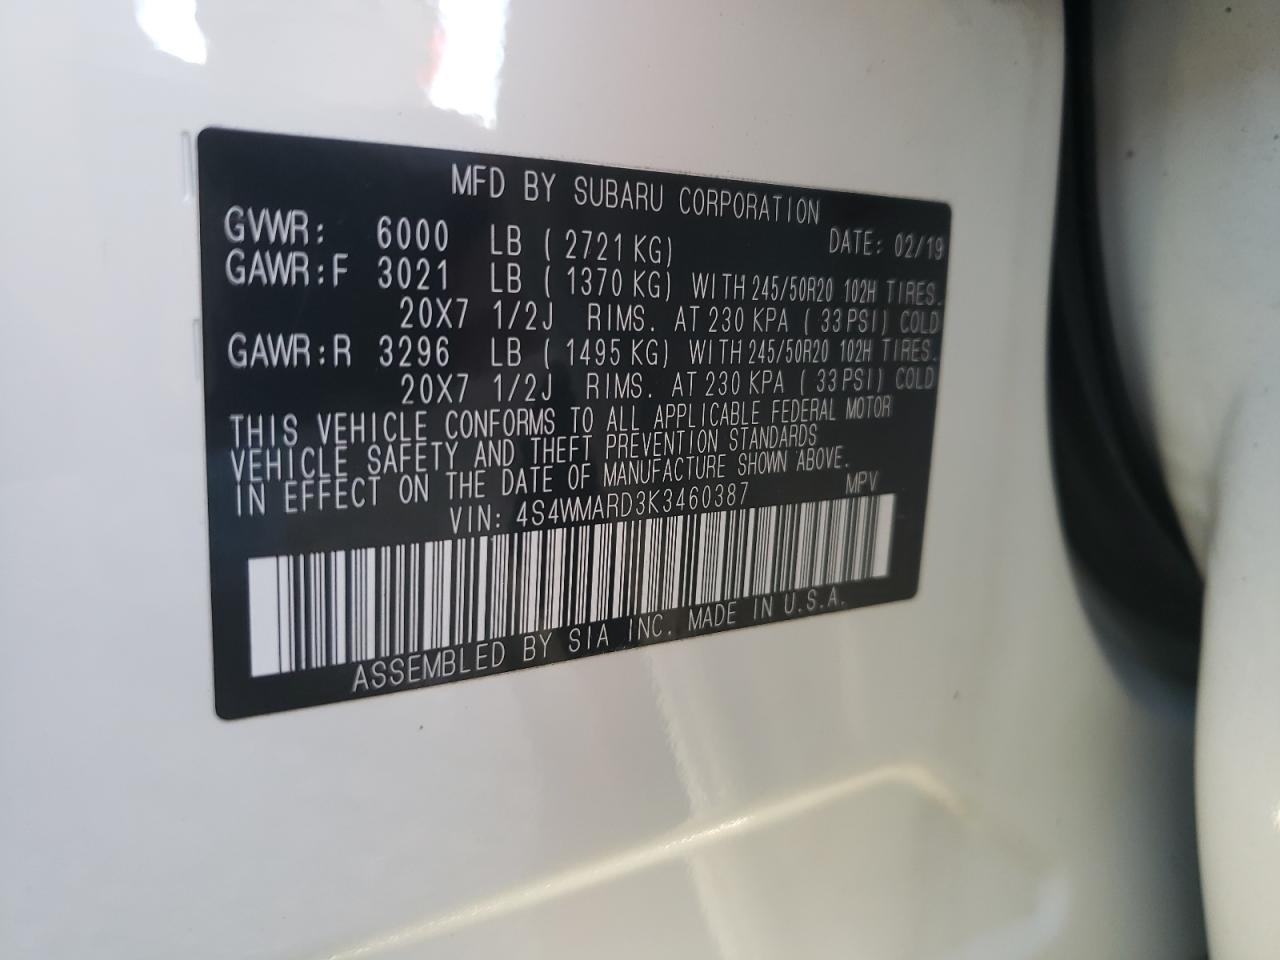 MFD BY SUBARU CORPORATION
GVWR: 6000 LB ( 2721 KG) DATE: 02/19
GAWR:F 3021 LB ( 1370 KG) WITH 245/50R20 102H TIRES.
20X7 1/2J RIMS. AT 230 KPA ( 33 PSI) COLD
GAWR:R 3296 LB ( 1495 KG) WITH 245/50R20 102H TIRES.
20X7 1/2J RIMS. AT 230 KPA ( 33 PSI) COLD
THIS VEHICLE CONFORMS TO ALL APPLICABLE FEDERAL MOTOR
VEHICLE SAFETY AND THEFT PREVENTION STANDARDS
IN EFFECT ON THE DATE OF MANUFACTURE SHOWN ABOVE.
VIN: 4S4WMARD3K3460387 MPV
ASSEMBLED BY SIA INC. MADE IN U.S.A.